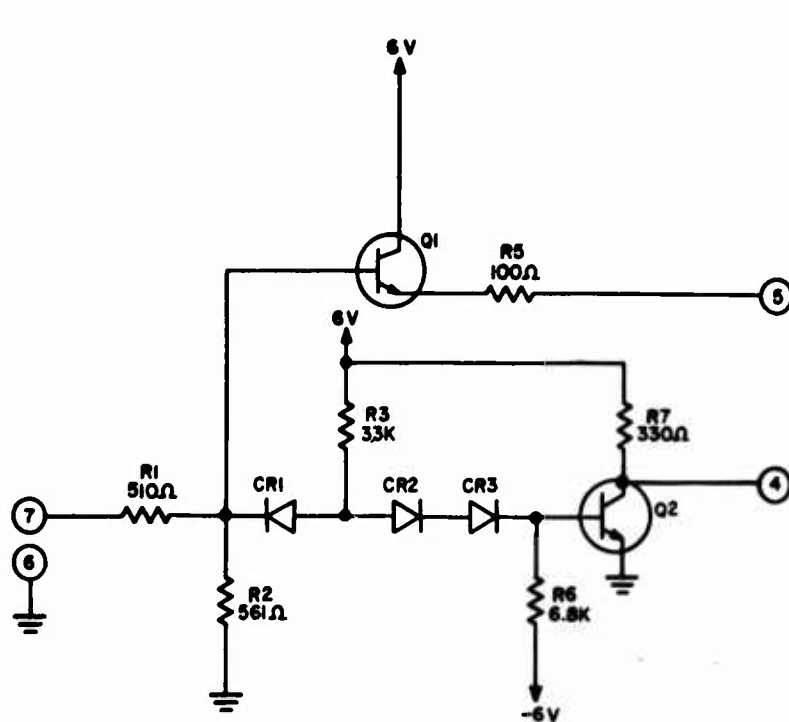 6V
Q1
R5
100Ω
5
6V
R3
3.3K
R7
330Ω
R1
510Ω
CR1
CR2
CR3
4
7
Q2
6
R2
561Ω
R6
6.8K
-6V